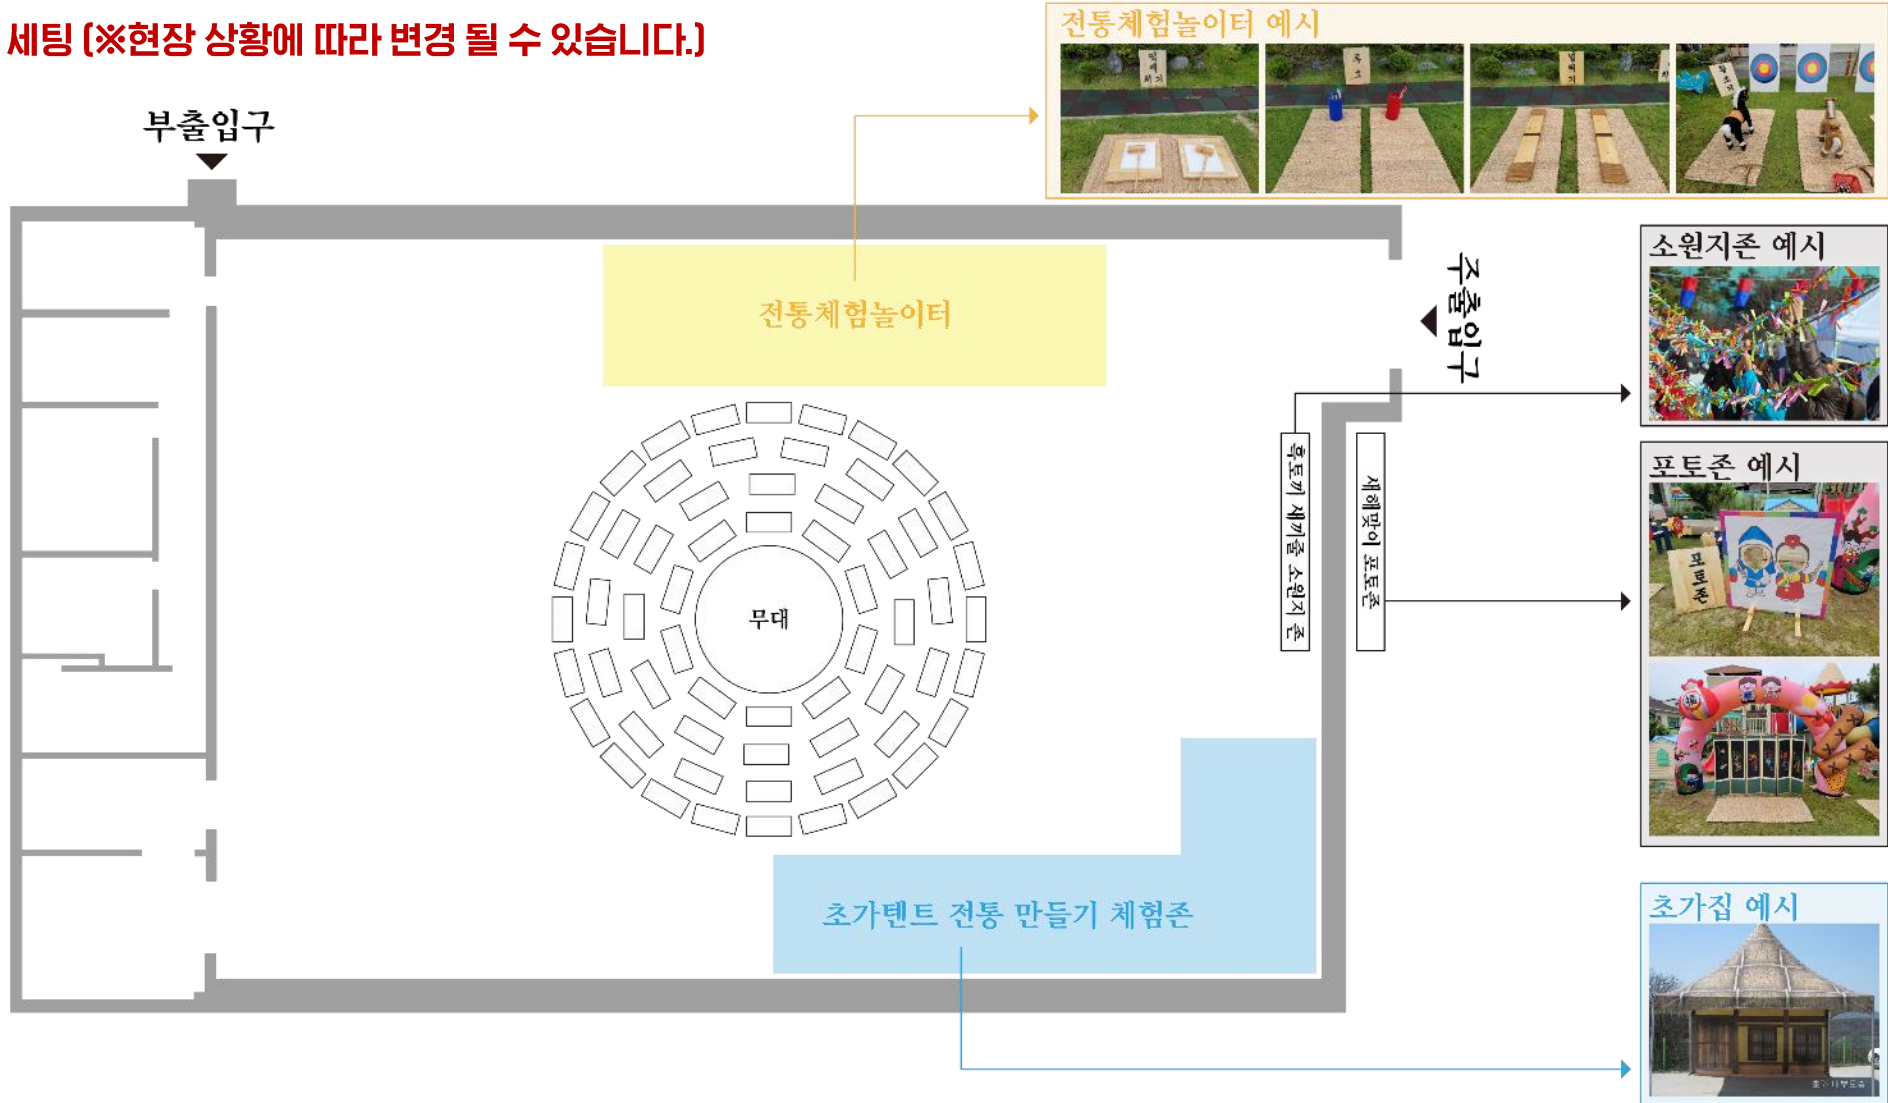 세팅 (※현장 상황에 따라 변경 될 수 있습니다.)
전통체험놀이터 예시
투호
부출입구
전통체험놀이터
주출입구
소원지존 예시
흑토끼 새끼줄 소원지 존
새해맞이 포토존
포토존 예시
포토존
무대
초가텐트 전통 만들기 체험존
초가집 예시